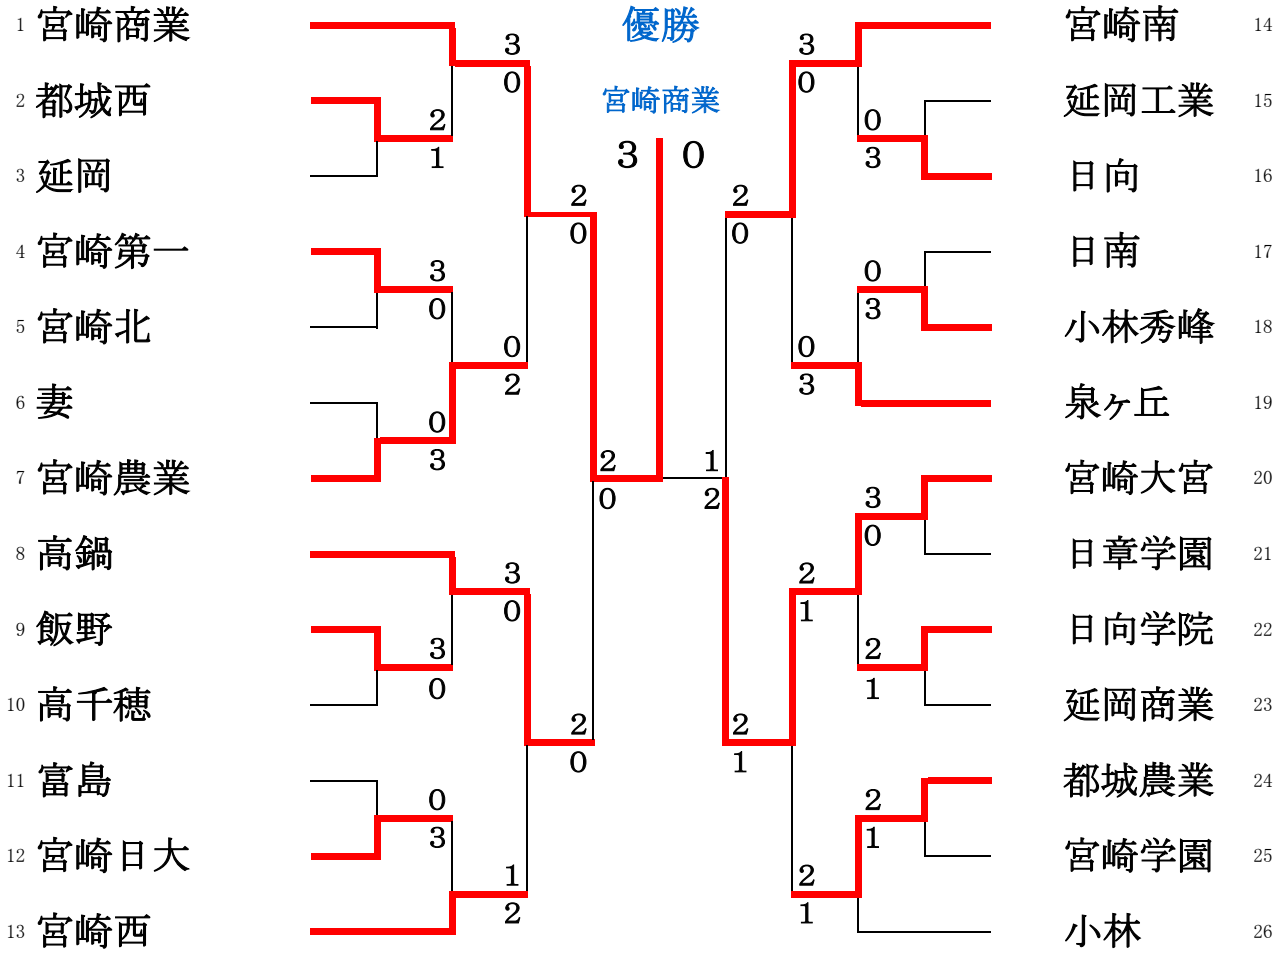 優勝
宮崎商業
3 0
1 宮崎商業
2 都城西
3 延岡
4 宮崎第一
5 宮崎北
6 妻
7 宮崎農業
8 高鍋
9 飯野
10 高千穂
11 富島
12 宮崎日大
13 宮崎西
2
1
3
0
0
3
3
0
0
3
3
0
0
2
3
0
1
2
2
0
2
0
2
0
1
2
2
0
2
1
3
0
0
3
2
1
2
1
0
3
0
3
3
0
2
1
2
1
宮崎南 14
延岡工業 15
日向 16
日南 17
小林秀峰 18
泉ヶ丘 19
宮崎大宮 20
日章学園 21
日向学院 22
延岡商業 23
都城農業 24
宮崎学園 25
小林 26